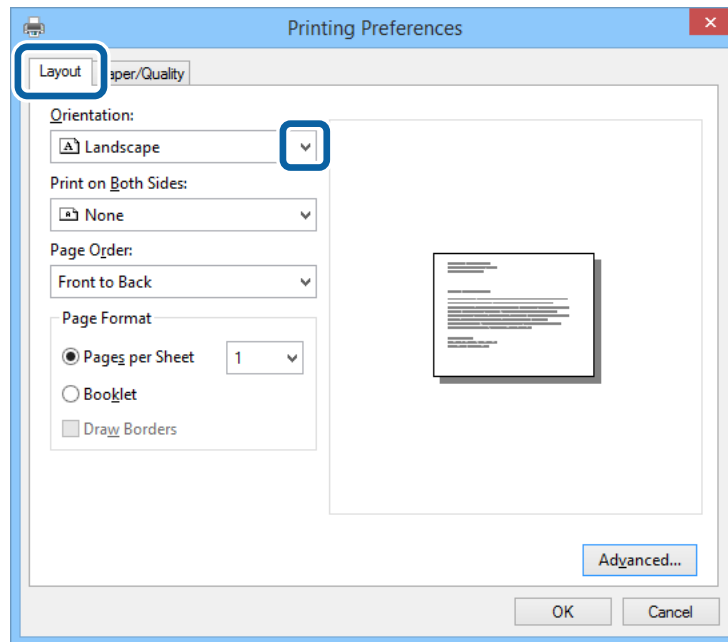 Printing Preferences
Layout
aper/Quality
Orientation:
Landscape
Print on Both Sides:
None
Page Order:
Front to Back
Page Format
Pages per Sheet 1
Booklet
Draw Borders
Advanced...
OK Cancel